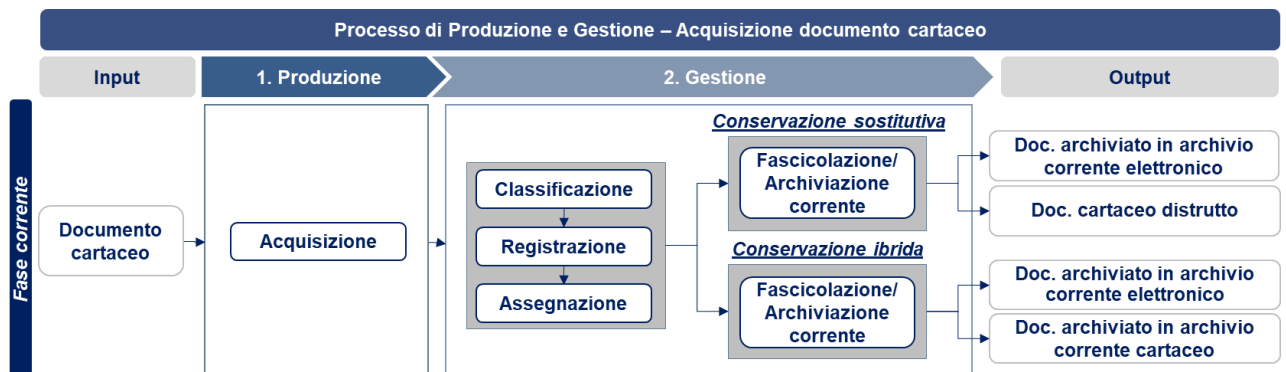 Processo di Produzione e Gestione – Acquisizione documento cartaceo
Input
1. Produzione
2. Gestione
Output
Fase corrente
Documento
cartaceo
Acquisizione
Classificazione
Registrazione
Assegnazione
Conservazione sostitutiva
Fascicolazione/
Archiviazione
corrente
Conservazione ibrida
Fascicolazione/
Archiviazione
corrente
Doc. archiviato in archivio
corrente elettronico
Doc. cartaceo distrutto
Doc. archiviato in archivio
corrente elettronico
Doc. archiviato in archivio
corrente cartaceo